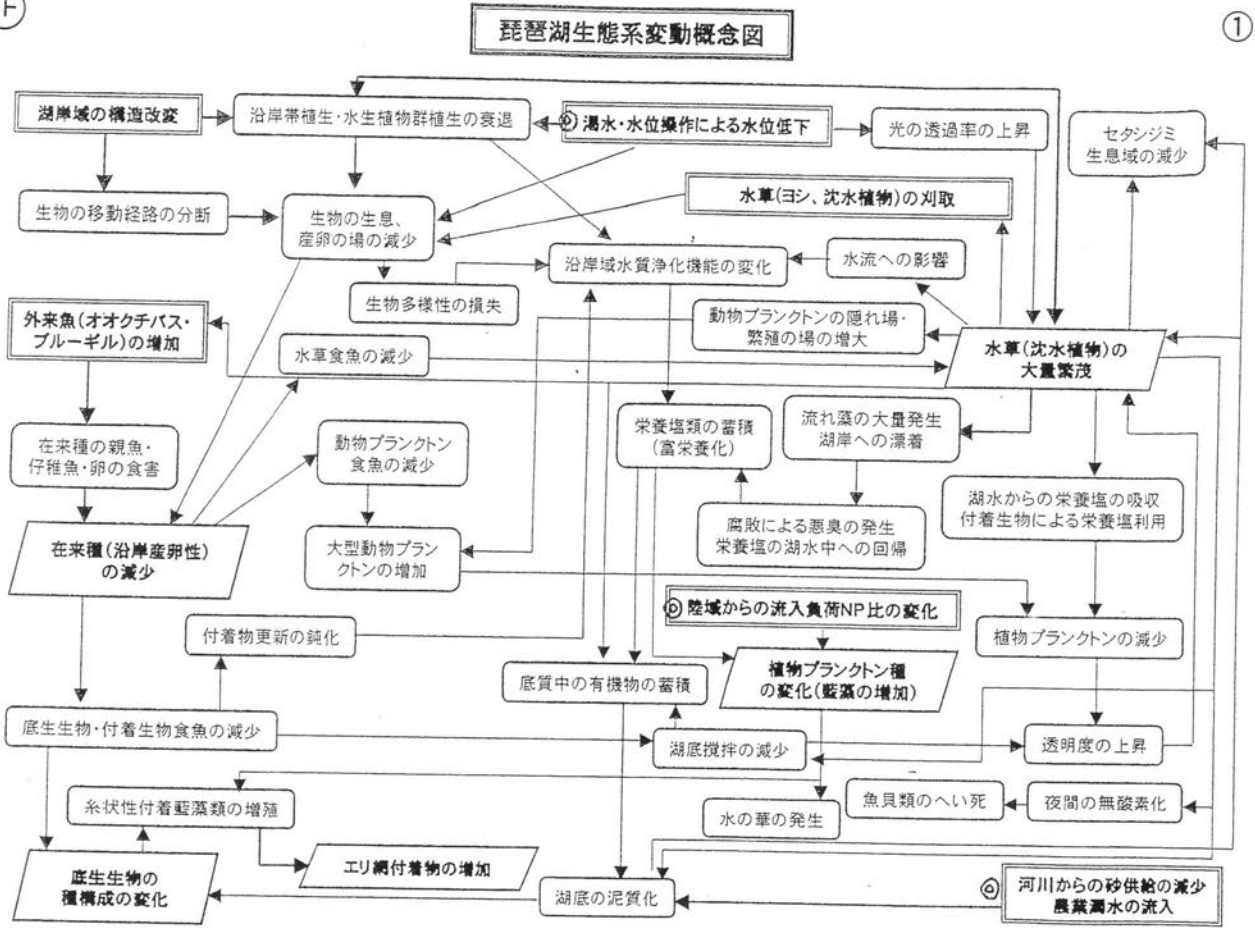 F
琵琶湖生態系変動概念図
①
湖岸域の構造改変
沿岸帯植生・水生植物群植生の衰退
◎渇水・水位操作による水位低下
光の透過率の上昇
セタシジミ
生息域の減少
生物の移動経路の分断
生物の生息、
産卵の場の減少
水草(ヨシ、沈水植物)の刈取
沿岸域水質浄化機能の変化
水流への影響
生物多様性の損失
外来魚(オオクチバス・
ブルーギル)の増加
水草食魚の減少
動物プランクトンの隠れ場・
繁殖の場の増大
水草(沈水植物)の
大量繁茂
在来種の親魚・
仔稚魚・卵の食害
動物プランクトン
食魚の減少
栄養塩類の蓄積
(富栄養化)
流れ藻の大量発生
湖岸への漂着
湖水からの栄養塩の吸収
付着生物による栄養塩利用
在来種(沿岸産卵性)
の減少
大型動物プラン
クトンの増加
腐敗による悪臭の発生
栄養塩の湖水中への回帰
◎陸域からの流入負荷NP比の変化
付着物更新の鈍化
植物プランクトンの減少
底質中の有機物の蓄積
植物プランクトン種
の変化(藍藻の増加)
底生生物・付着生物食魚の減少
湖底撹拌の減少
透明度の上昇
糸状性付着藍藻類の増殖
水の華の発生
魚貝類のへい死
夜間の無酸素化
底生生物の
種構成の変化
エリ網付着物の増加
湖底の泥質化
◎河川からの砂供給の減少
農業濁水の流入